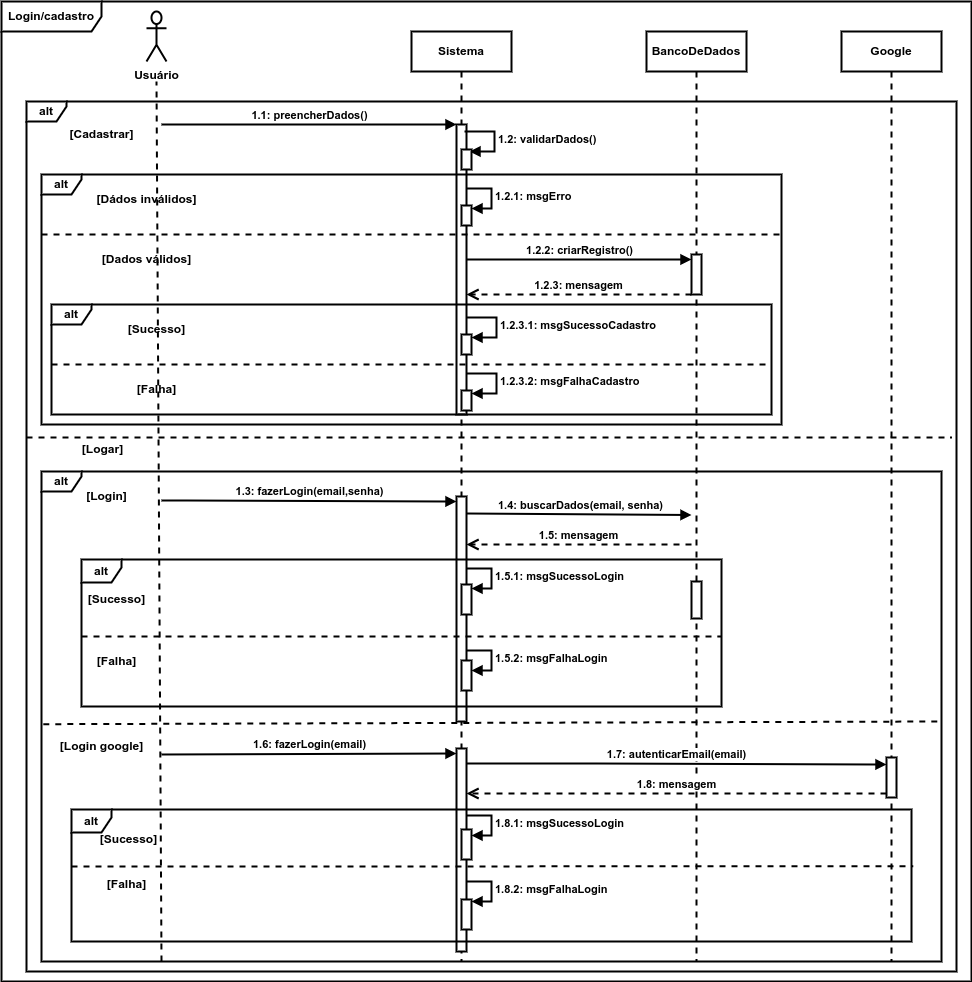 Login/cadastro
Usuário
Sistema
BancoDeDados
Google
alt
[Cadastrar]
1.1: preencherDados()
1.2: validarDados()
alt
[Dádos inválidos]
1.2.1: msgErro
[Dados válidos]
1.2.2: criarRegistro()
1.2.3: mensagem
alt
[Sucesso]
1.2.3.1: msgSucessoCadastro
[Falha]
1.2.3.2: msgFalhaCadastro
[Logar]
alt
[Login]
1.3: fazerLogin(email,senha)
1.4: buscarDados(email, senha)
1.5: mensagem
alt
[Sucesso]
1.5.1: msgSucessoLogin
[Falha]
1.5.2: msgFalhaLogin
[Login google]
1.6: fazerLogin(email)
1.7: autenticarEmail(email)
1.8: mensagem
alt
[Sucesso]
1.8.1: msgSucessoLogin
[Falha]
1.8.2: msgFalhaLogin